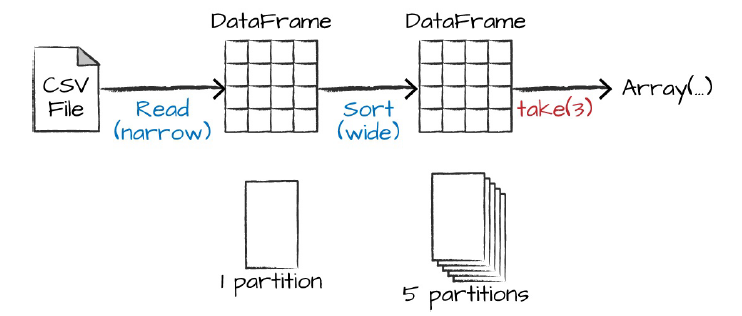 DataFrame
DataFrame
CSV
File
Read
(narrow)
Sort
(wide)
take(3)
Array(...)
1 partition
5 partitions